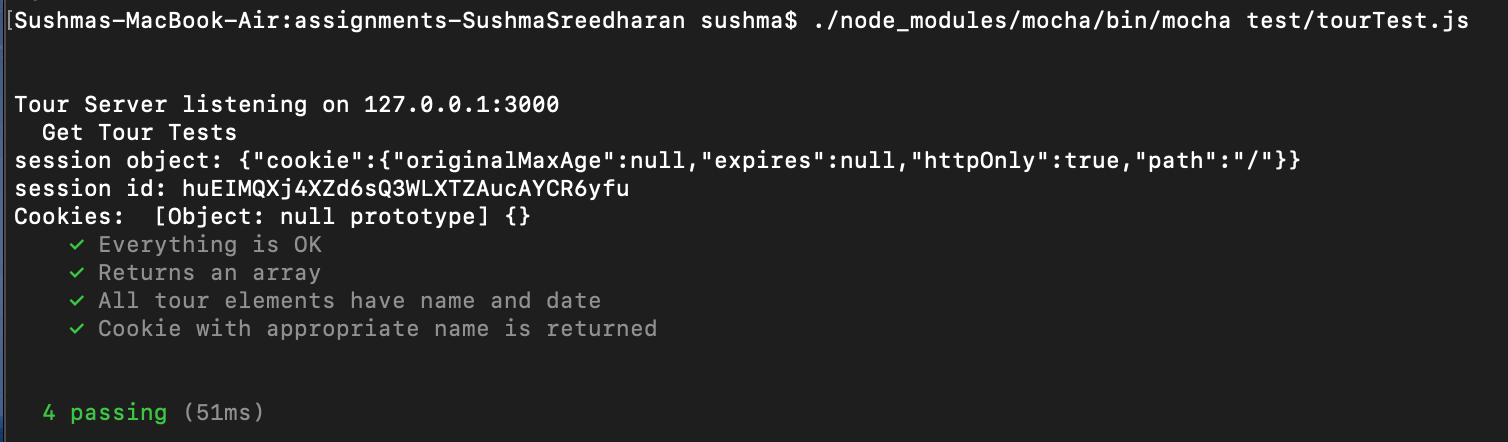 [Sushmas-MacBook-Air:assignments-SushmaSreedharan sushma$ ./node_modules/mocha/bin/mocha test/tourTest.js
Tour Server listening on 127.0.0.1:3000
Get Tour Tests
session object: {"cookie":{"originalMaxAge":null,"expires":null,"httpOnly":true,"path":"/"}}
session id: huEIMQXj4XZd6sQ3WLXTZAucAYCR6yfu
Cookies:  [Object: null prototype] {}
✓ Everything is OK
✓ Returns an array
✓ All tour elements have name and date
✓ Cookie with appropriate name is returned
4 passing (51ms)